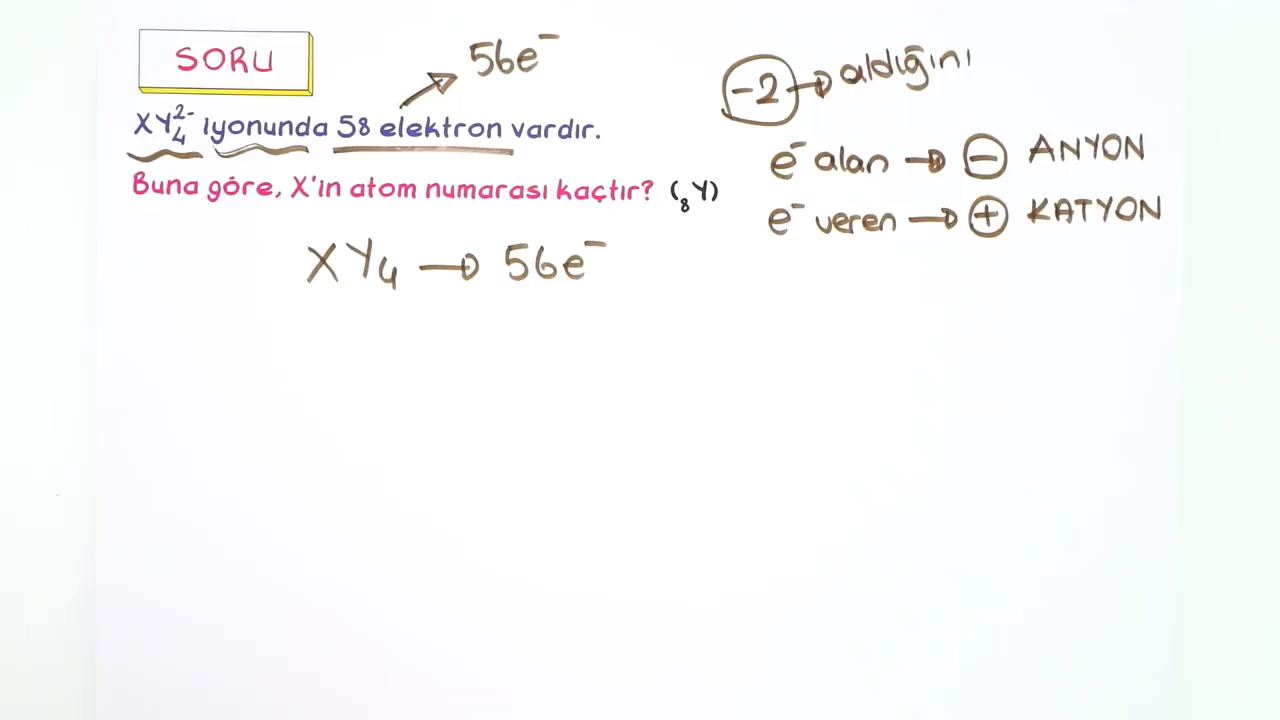 SORU
56e⁻
XY₄²⁻ iyonunda 58 elektron vardır.
Buna göre, X'in atom numarası kaçtır? (₈Y)
XY₄ → 56e⁻
-2 → aldığını
e⁻ alan → - ANYON
e⁻ veren → + KATYON